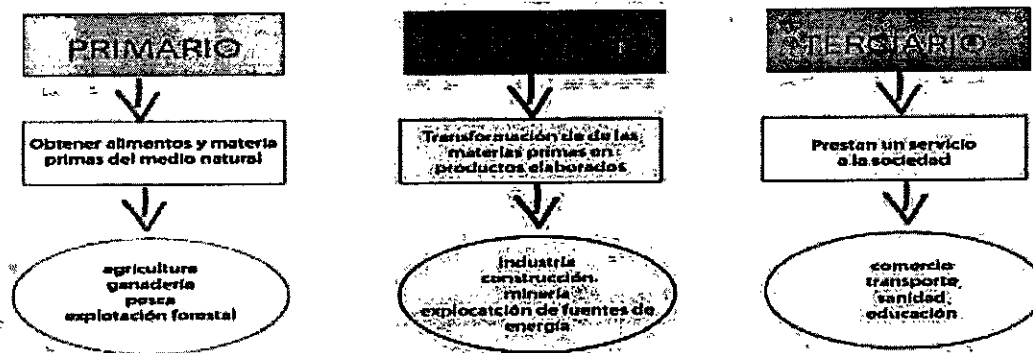 PRIMARIO
TERCIARIO
Obtener alimentos y materia
primas del medio natural
Transformación de de las
materias primas en
productos elaborados
Prestan un servicio
a la sociedad
agricultura
ganadería
pesca
explotación forestal
industria
construcción
minería
explocatción de fuentes de
energía
comercio
transporte
sanidad
educación